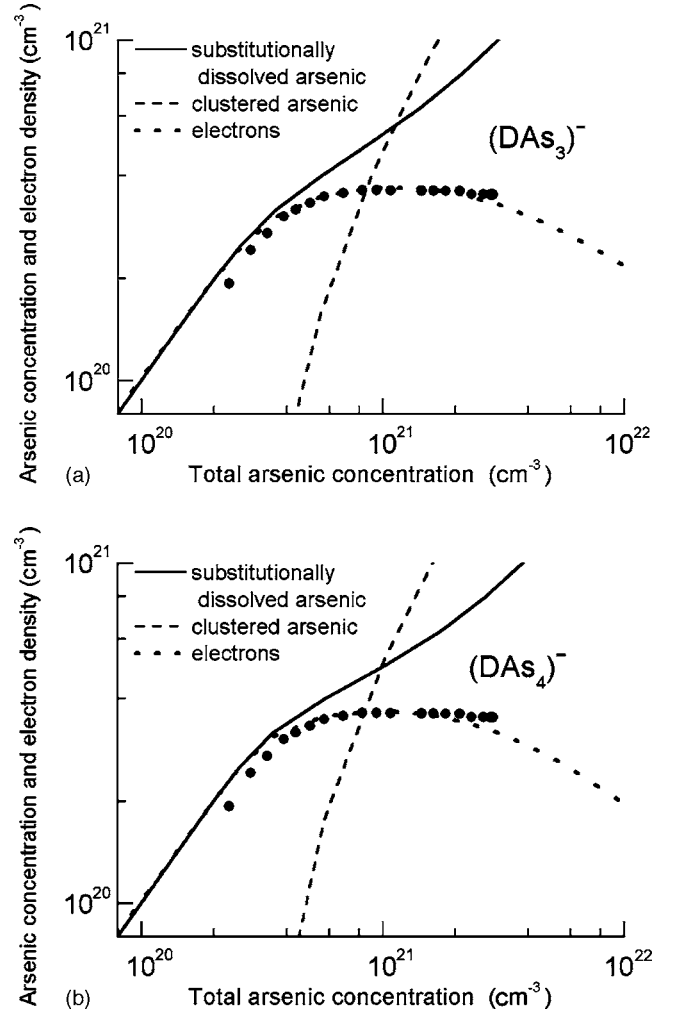 Arsenic concentration and electron density (cm⁻³)
10²¹
10²⁰
substitutionally
dissolved arsenic
clustered arsenic
electrons
(DAs₃)⁻
10²⁰ 10²¹ 10²²
(a) Total arsenic concentration (cm⁻³)
Arsenic concentration and electron density (cm⁻³)
10²¹
10²⁰
substitutionally
dissolved arsenic
clustered arsenic
electrons
(DAs₄)⁻
10²⁰ 10²¹ 10²²
(b) Total arsenic concentration (cm⁻³)